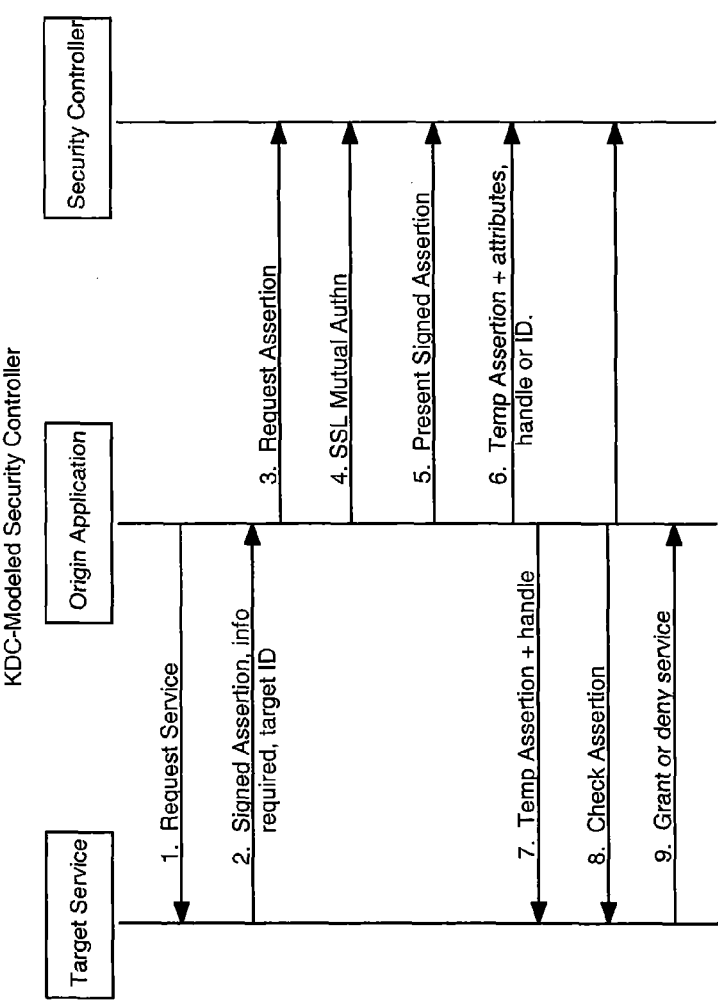 KDC-Modeled Security Controller
Target Service
Origin Application
Security Controller
1. Request Service
2. Signed Assertion, info
required, target ID
3. Request Assertion
4. SSL Mutual Authn
5. Present Signed Assertion
6. Temp Assertion + attributes,
handle or ID.
7. Temp Assertion + handle
8. Check Assertion
9. Grant or deny service